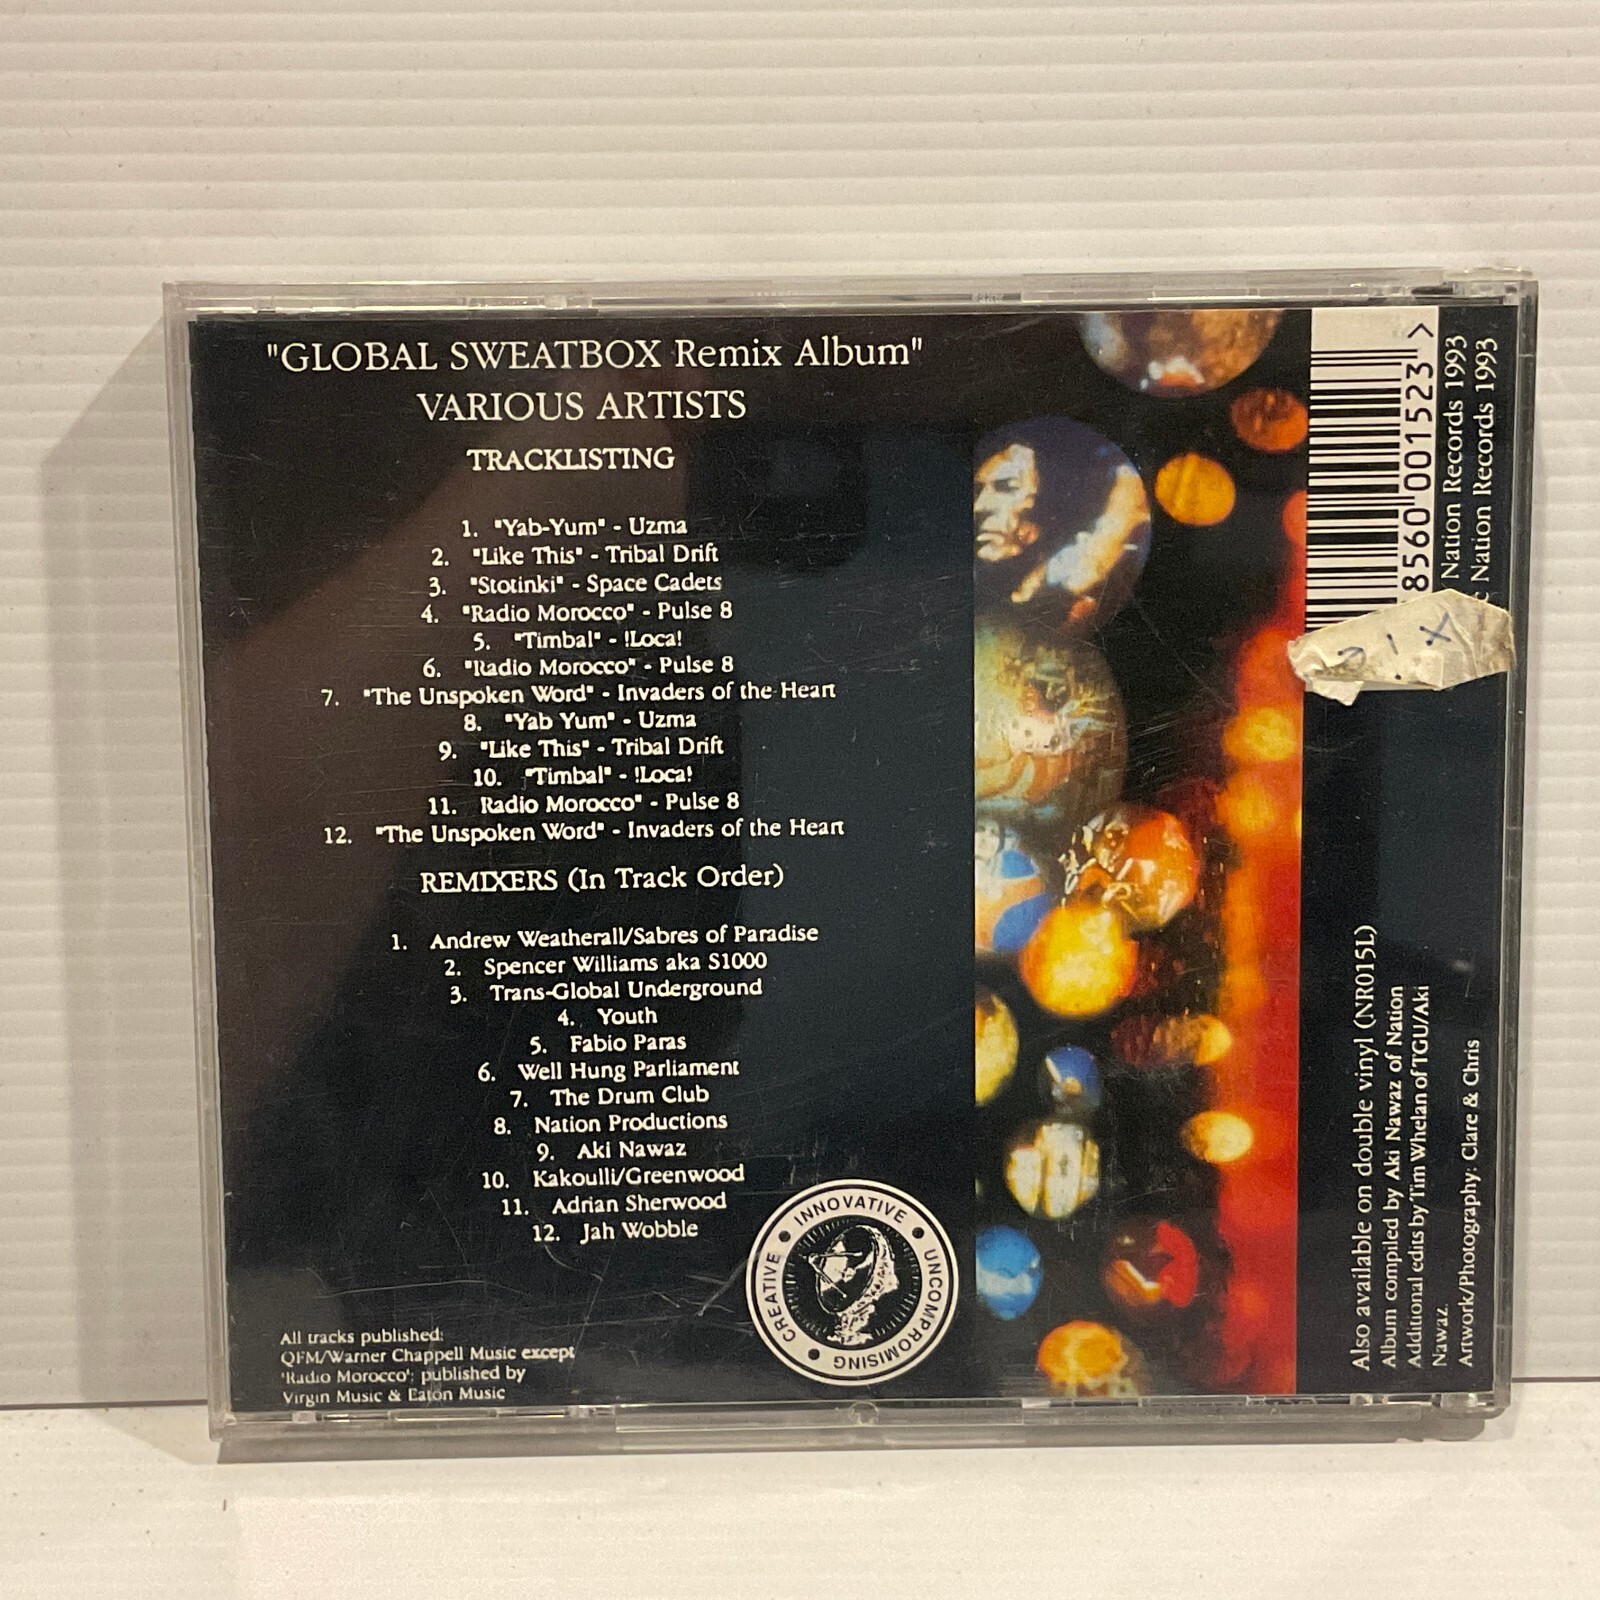 "GLOBAL SWEATBOX Remix Album"
VARIOUS ARTISTS
TRACKLISTING
1. "Yab-Yum" - Uzma
2. "Like This" - Tribal Drift
3. "Stotinki" - Space Cadets
4. "Radio Morocco" - Pulse 8
5. "Timbal" - !Loca!
6. "Radio Morocco" - Pulse 8
7. "The Unspoken Word" - Invaders of the Heart
8. "Yab Yum" - Uzma
9. "Like This" - Tribal Drift
10. "Timbal" - !Loca!
11. Radio Morocco" - Pulse 8
12. "The Unspoken Word" - Invaders of the Heart
REMIXERS (In Track Order)
1. Andrew Weatherall/Sabres of Paradise
2. Spencer Williams aka S1000
3. Trans-Global Underground
4. Youth
5. Fabio Paras
6. Well Hung Parliament
7. The Drum Club
8. Nation Productions
9. Aki Nawaz
10. Kakoulli/Greenwood
11. Adrian Sherwood
12. Jah Wobble
All tracks published:
QFM/Warner Chappell Music except
'Radio Morocco': published by
Virgin Music & Eaton Music
CREATIVE • INNOVATIVE • UNCOMPROMISING •
8560 001523 >
Nation Records 1993
Nation Records 1993
Also available on double vinyl (NR015L)
Album compiled by Aki Nawaz of Nation
Additional edits by Tim Whelan of TGU/Aki
Nawaz.
Artwork/Photography: Clare & Chris